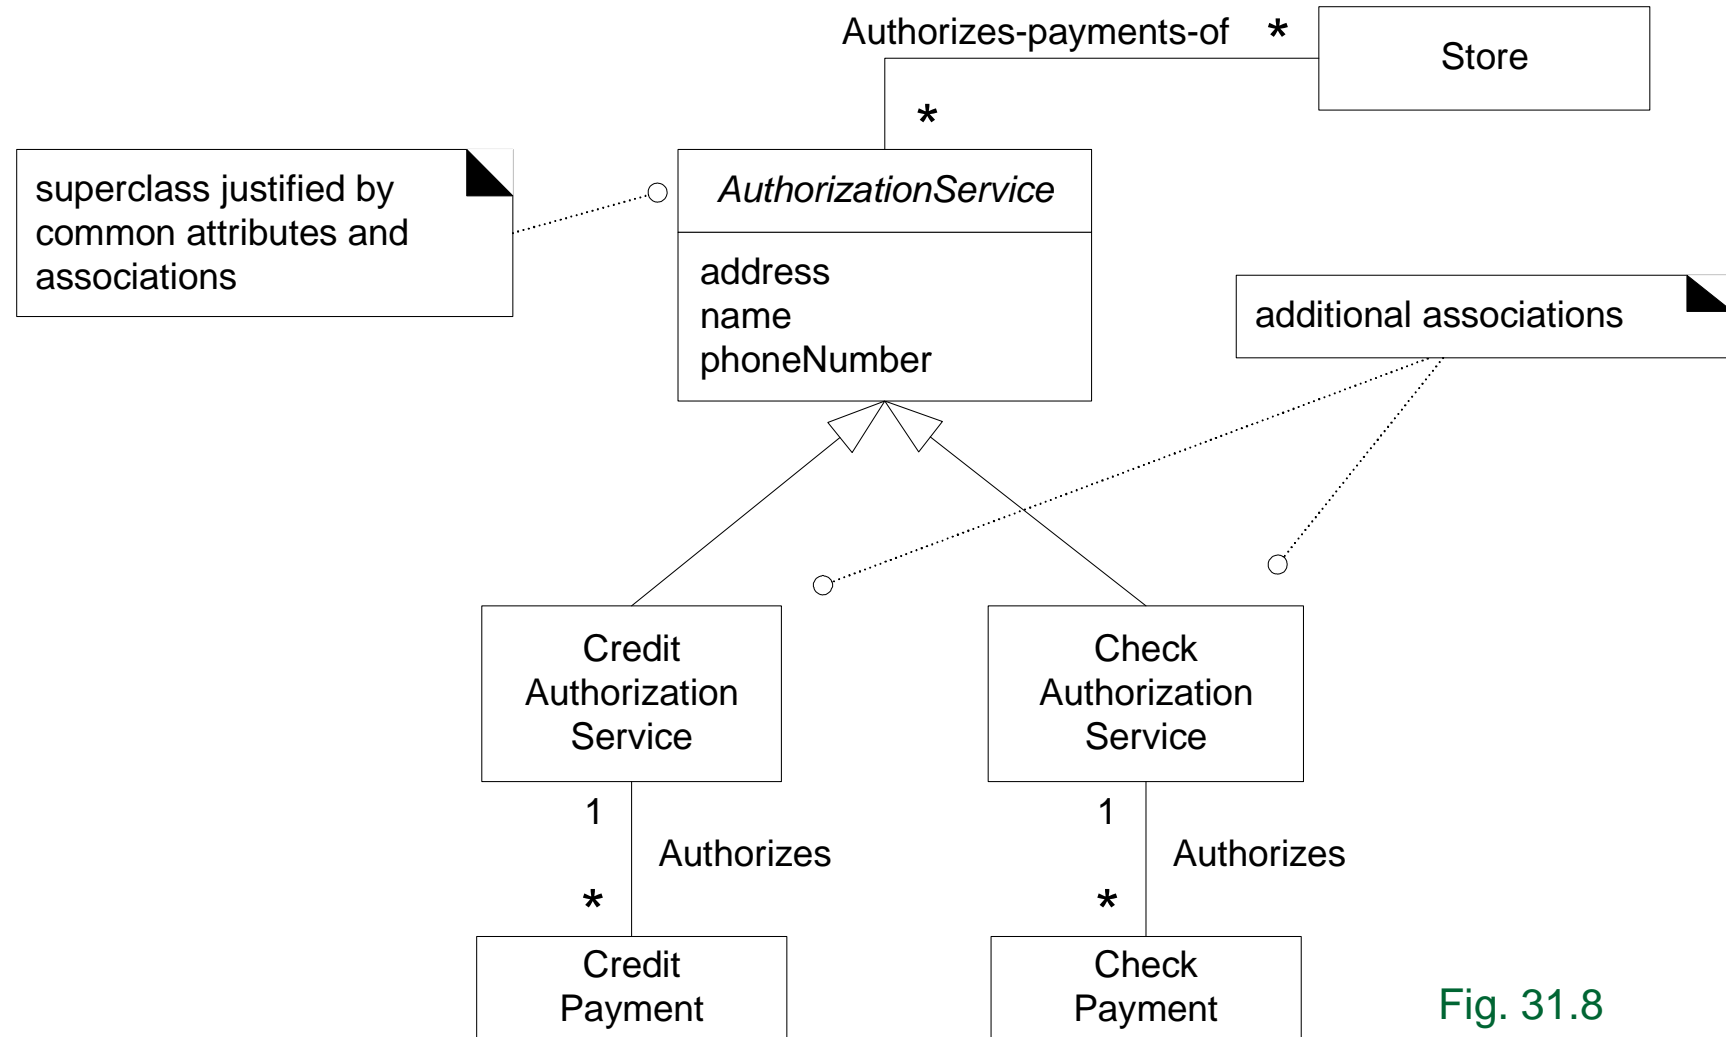 Authorizes-payments-of *
Store
*
superclass justified by
common attributes and
associations
AuthorizationService
address
name
phoneNumber
additional associations
Credit
Authorization
Service
Check
Authorization
Service
1
Authorizes
*
1
Authorizes
*
Credit
Payment
Check
Payment
Fig. 31.8